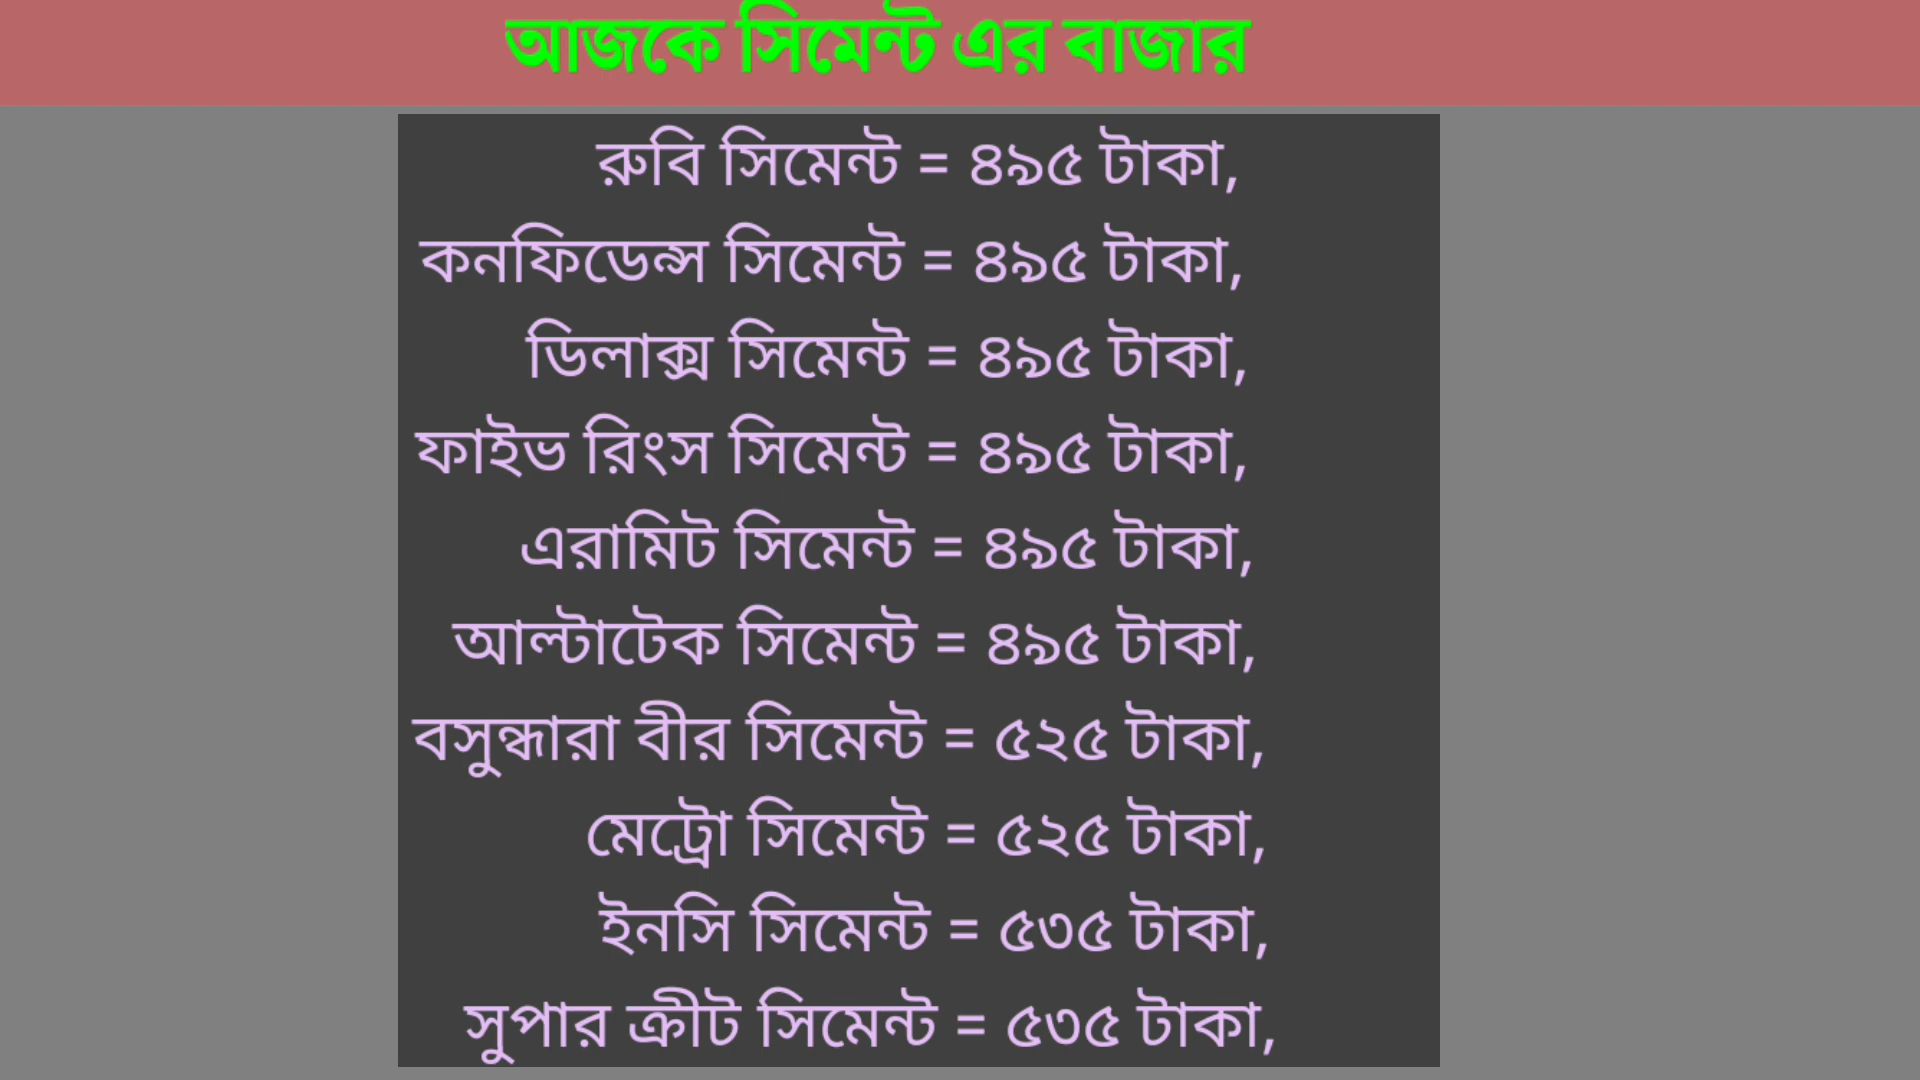 আজকে সিমেন্ট এর বাজার
রুবি সিমেন্ট = ৪৯৫ টাকা,
কনফিডেন্স সিমেন্ট = ৪৯৫ টাকা,
ডিলাক্স সিমেন্ট = ৪৯৫ টাকা,
ফাইভ রিংস সিমেন্ট = ৪৯৫ টাকা,
এরামিট সিমেন্ট = ৪৯৫ টাকা,
আল্টাটেক সিমেন্ট = ৪৯৫ টাকা,
বসুন্ধারা বীর সিমেন্ট = ৫২৫ টাকা,
মেট্রো সিমেন্ট = ৫২৫ টাকা,
ইনসি সিমেন্ট = ৫৩৫ টাকা,
সুপার ক্রীট সিমেন্ট = ৫৩৫ টাকা,